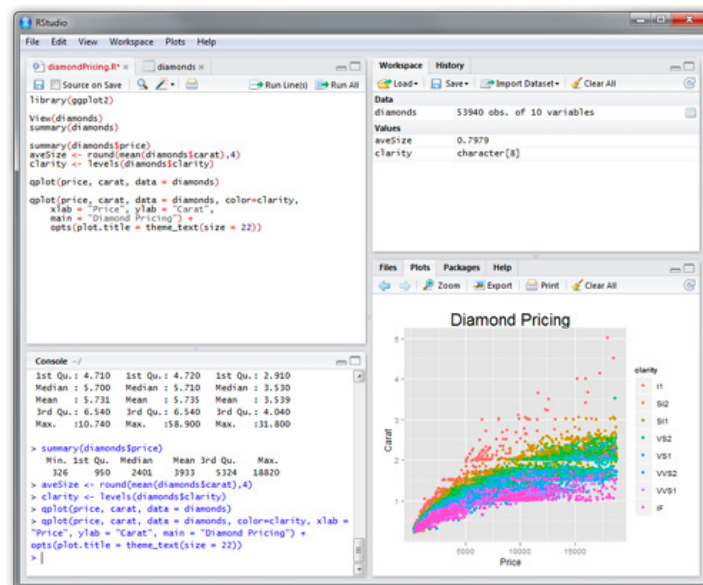 RStudio
File Edit View Workspace Plots Help
diamondPricing.R* × diamonds ×
Source on Save Run Line(s) Run All
library(ggplot2)
View(diamonds)
summary(diamonds)
summary(diamonds$price)
aveSize <- round(mean(diamonds$carat),4)
clarity <- levels(diamonds$clarity)
qplot(price, carat, data = diamonds)
qplot(price, carat, data = diamonds, color=clarity,
xlab = "Price", ylab = "Carat",
main = "Diamond Pricing") +
opts(plot.title = theme_text(size = 22))
Console ~/
1st Qu.: 4.710 1st Qu.: 4.720 1st Qu.: 2.910
Median : 5.700 Median : 5.710 Median : 3.530
Mean : 5.731 Mean : 5.735 Mean : 3.539
3rd Qu.: 6.540 3rd Qu.: 6.540 3rd Qu.: 4.040
Max. :10.740 Max. :58.900 Max. :31.800
> summary(diamonds$price)
Min. 1st Qu. Median Mean 3rd Qu. Max.
326 950 2401 3933 5324 18820
> aveSize <- round(mean(diamonds$carat),4)
> clarity <- levels(diamonds$clarity)
> qplot(price, carat, data = diamonds)
> qplot(price, carat, data = diamonds, color=clarity, xlab =
"Price", ylab = "Carat", main = "Diamond Pricing") +
opts(plot.title = theme_text(size = 22))
>
Workspace History
Load Save Import Dataset Clear All
Data
diamonds 53940 obs. of 10 variables
Values
aveSize 0.7979
clarity character[8]
Files Plots Packages Help
Zoom Export Print Clear All
Diamond Pricing
Carat
5
4
3
2
1
5000 10000 15000
Price
clarity
I1
SI2
SI1
VS2
VS1
VVS2
VVS1
IF